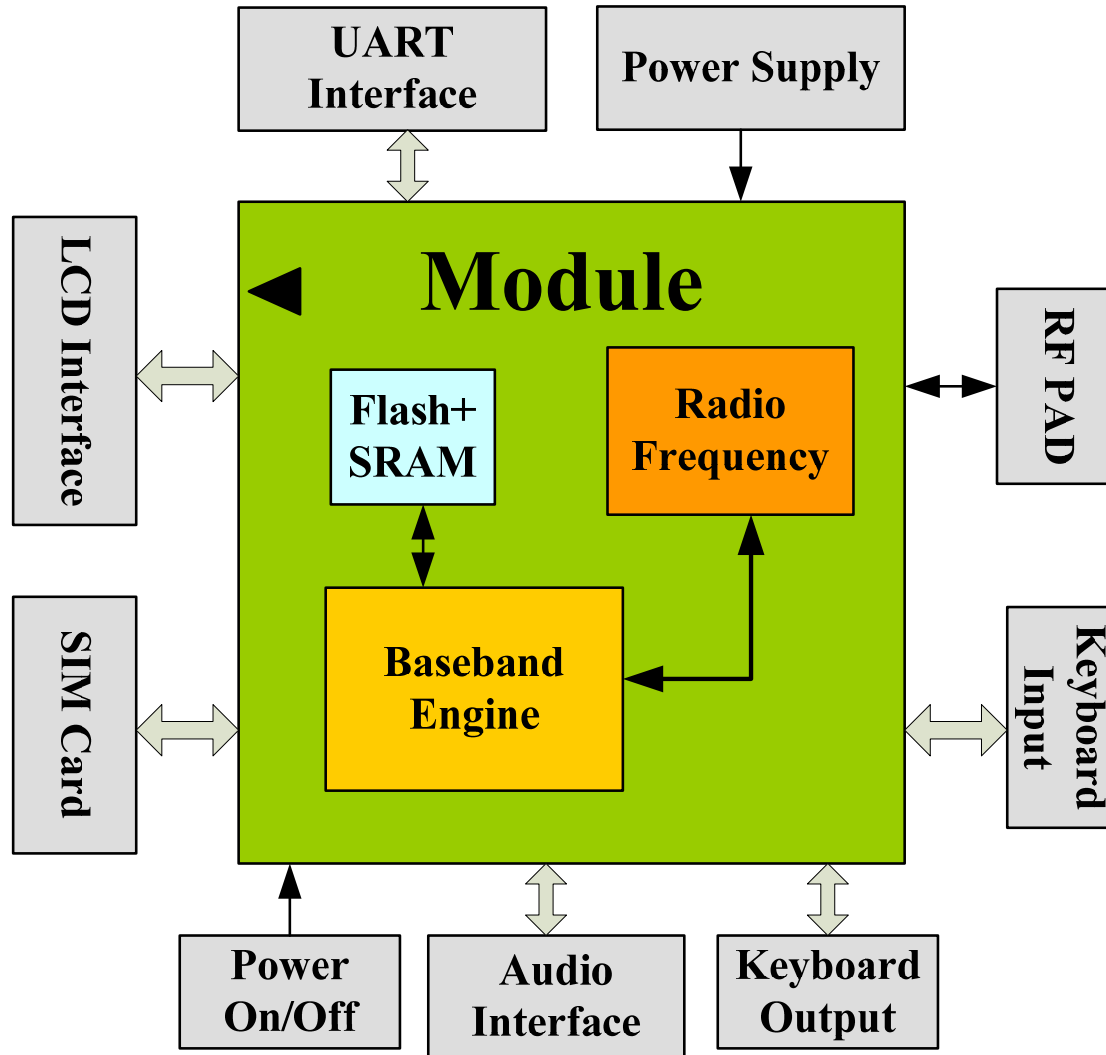 UART
Interface
Power Supply
LCD Interface
Module
RF PAD
Flash+
SRAM
Radio
Frequency
SIM Card
Baseband
Engine
Keyboard
Input
Power
On/Off
Audio
Interface
Keyboard
Output